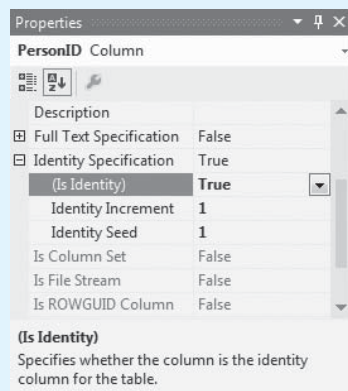 Properties
PersonID Column
Description
Full Text Specification False
Identity Specification True
(Is Identity) True
Identity Increment 1
Identity Seed 1
Is Column Set False
Is File Stream False
Is ROWGUID Column False
(Is Identity)
Specifies whether the column is the identity
column for the table.